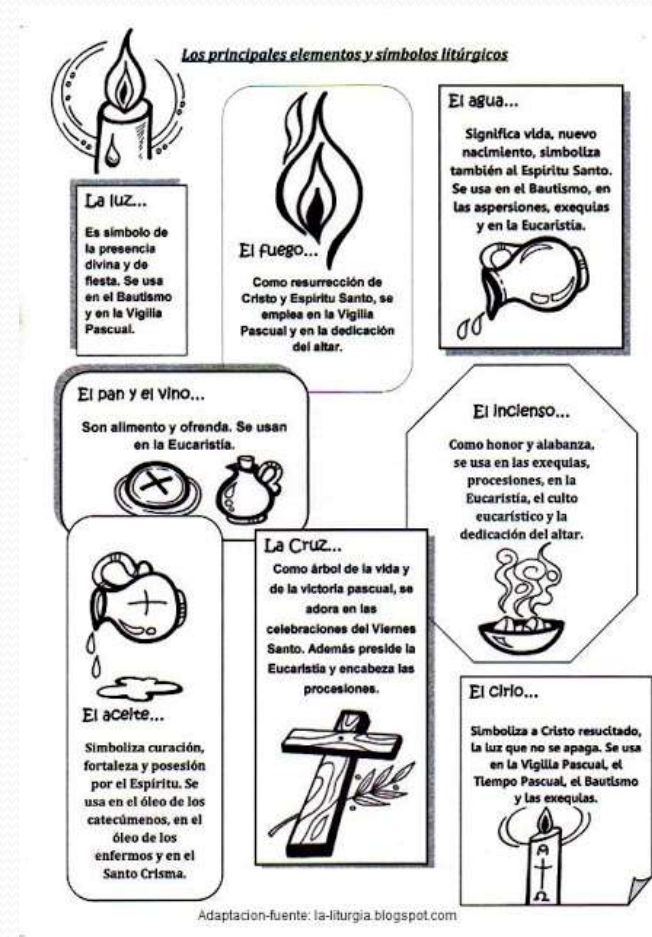 Los principales elementos y símbolos litúrgicos
La luz...
Es símbolo de
la presencia
divina y de
fiesta. Se usa
en el Bautismo
y en la Vigilia
Pascual.
El fuego...
Como resurrección de
Cristo y Espíritu Santo, se
emplea en la Vigilia
Pascual y en la dedicación
del altar.
El agua...
Significa vida, nuevo
nacimiento, simboliza
también al Espíritu Santo.
Se usa en el Bautismo, en
las aspersiones, exequias
y en la Eucaristía.
El pan y el vino...
Son alimento y ofrenda. Se usan
en la Eucaristía.
El incienso...
Como honor y alabanza,
se usa en las exequias,
procesiones, en la
Eucaristía, el culto
eucarístico y la
dedicación del altar.
El aceite...
Simboliza curación,
fortaleza y posesión
por el Espíritu. Se
usa en el óleo de los
catecúmenos, en el
óleo de los
enfermos y en el
Santo Crisma.
La Cruz...
Como árbol de la vida y
de la victoria pascual, se
adora en las
celebraciones del Viernes
Santo. Además preside la
Eucaristía y encabeza las
procesiones.
El cirio...
Simboliza a Cristo resucitado,
la luz que no se apaga. Se usa
en la Vigilia Pascual, el
Tiempo Pascual, el Bautismo
y las exequias.
Α
Ω
Adaptacion-fuente: la-liturgia.blogspot.com